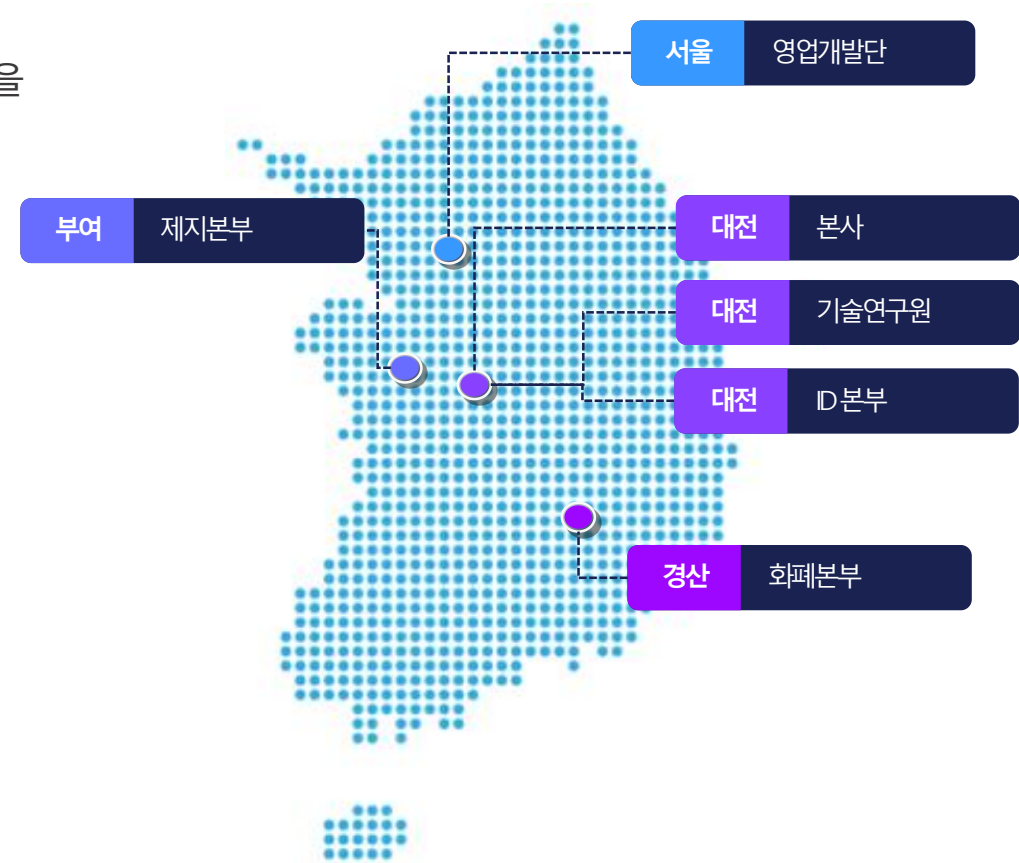 을
서울 영업개발단
부여 제지본부
대전 본사
대전 기술연구원
대전 ID 본부
경산 화폐본부